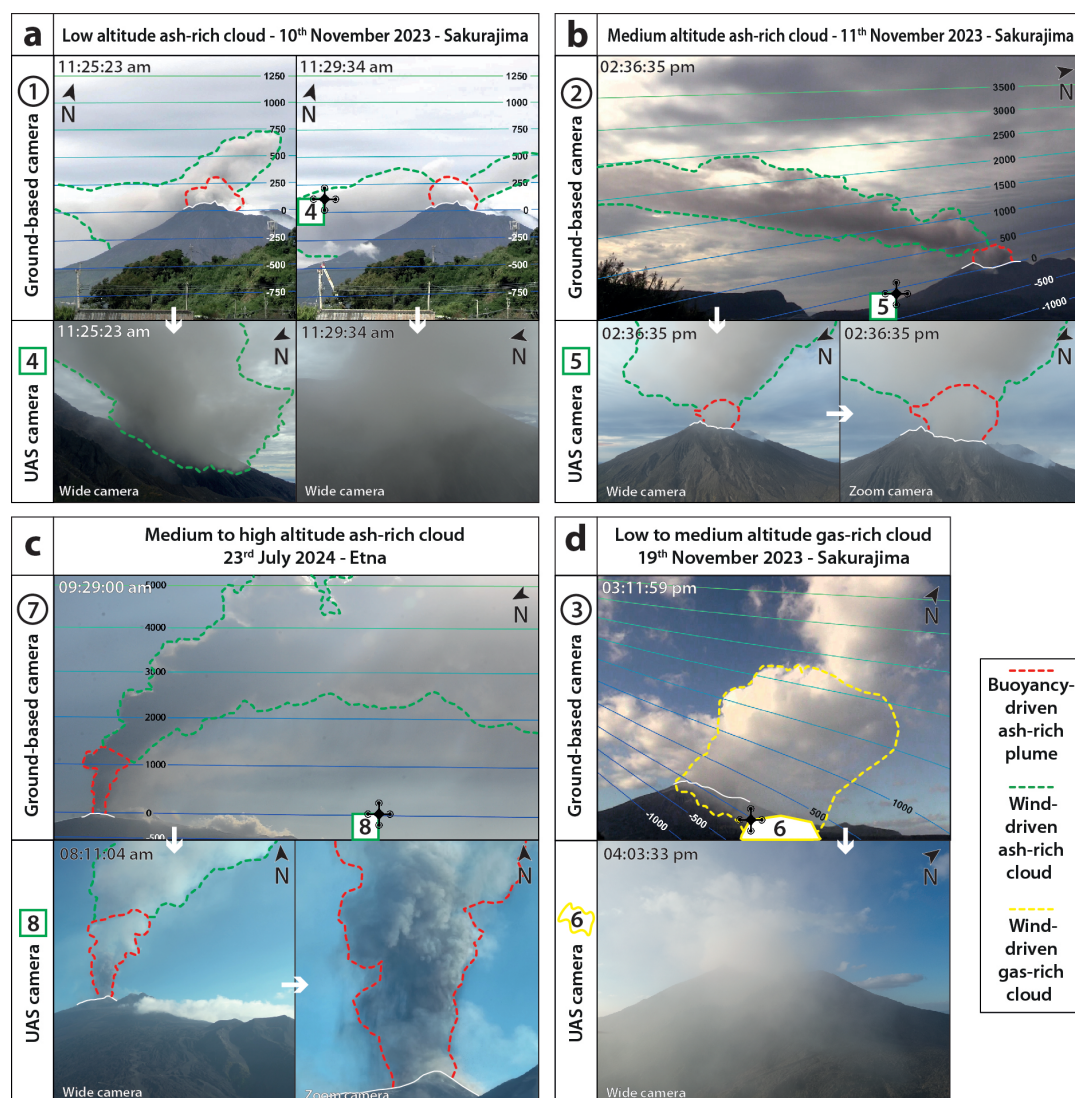 a
Low altitude ash-rich cloud - 10th November 2023 - Sakurajima
1
Ground-based camera
11:25:23 am
N
1250
1000
750
500
250
0
-250
-500
-750
11:29:34 am
N
1250
1000
750
500
250
0
-250
-500
-750
4
4
UAS camera
11:25:23 am
N
Wide camera
11:29:34 am
N
Wide camera
b
Medium altitude ash-rich cloud - 11th November 2023 - Sakurajima
2
Ground-based camera
02:36:35 pm
N
3500
3000
2500
2000
1500
1000
500
0
-500
-1000
5
5
UAS camera
02:36:35 pm
N
Wide camera
02:36:35 pm
N
Zoom camera
c
Medium to high altitude ash-rich cloud
23rd July 2024 - Etna
7
Ground-based camera
09:29:00 am
N
5000
4000
3000
2000
1000
0
-500
8
8
UAS camera
08:11:04 am
N
Wide camera
N
Zoom camera
d
Low to medium altitude gas-rich cloud
19th November 2023 - Sakurajima
3
Ground-based camera
03:11:59 pm
N
-1000
-500
500
1000
6
6
UAS camera
04:03:33 pm
N
Wide camera
Buoyancy-
driven
ash-rich
plume
Wind-
driven
ash-rich
cloud
Wind-
driven
gas-rich
cloud